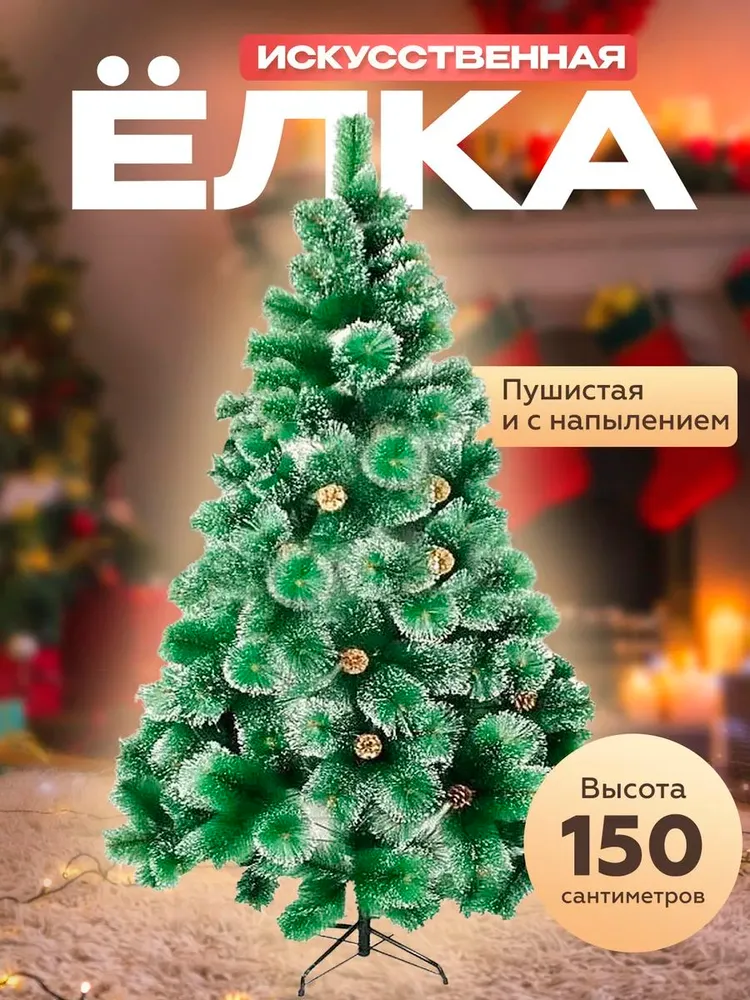 ИСКУССТВЕННАЯ
ЁЛКА
Пушистая
и с напылением
Высота
150
сантиметров